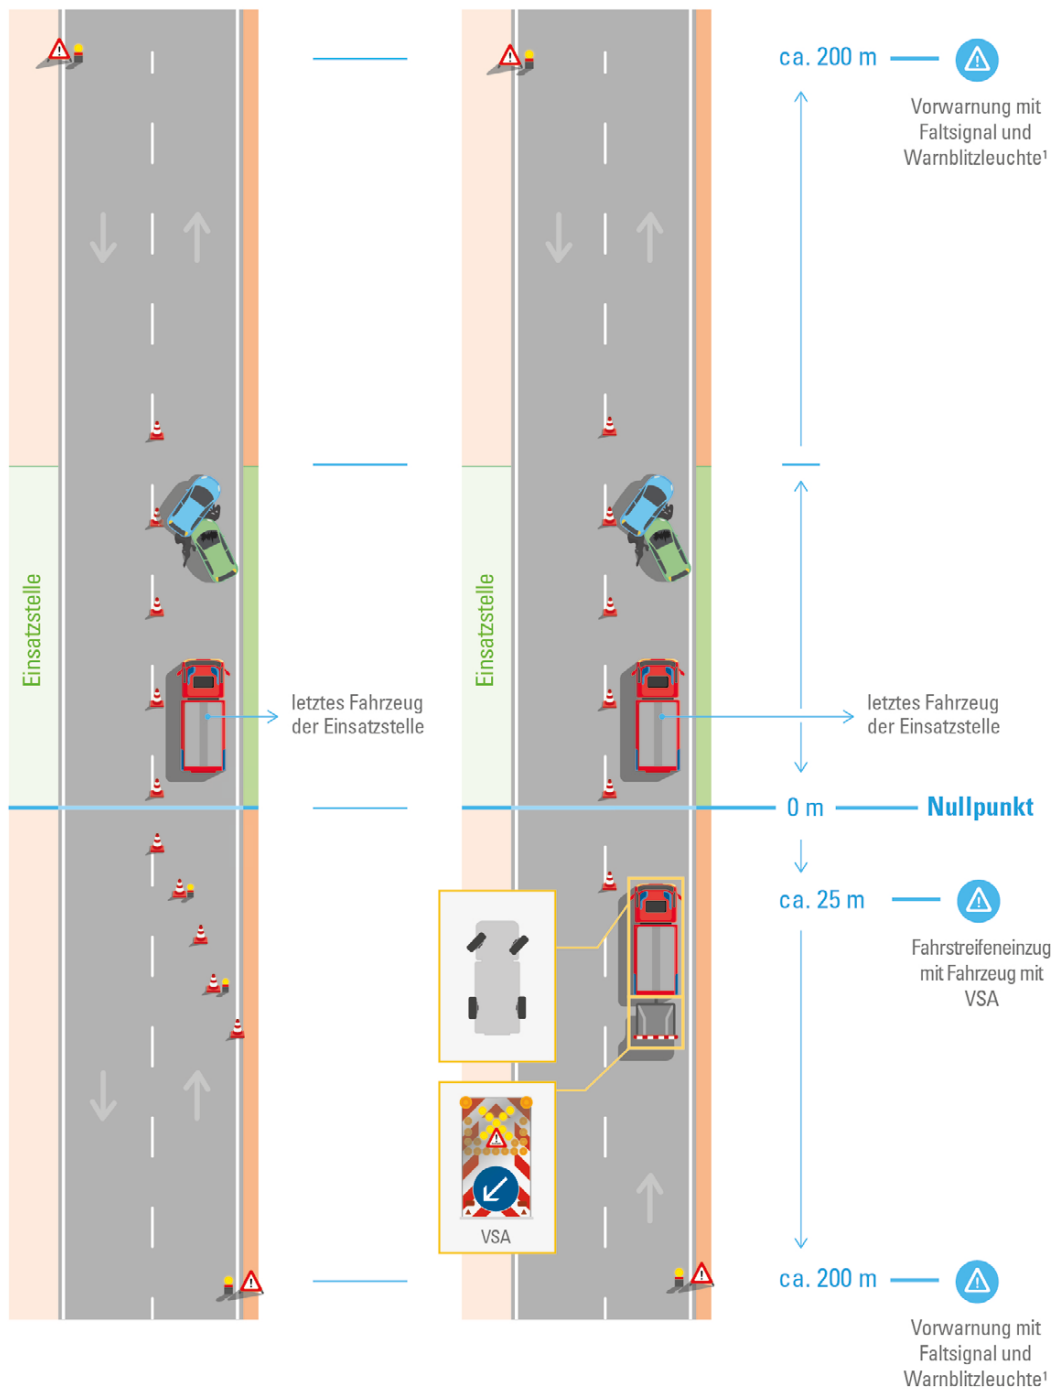 ca. 200 m
Vorwarnung mit
Faltsignal und
Warnblitzleuchte¹
Einsatzstelle
Einsatzstelle
letztes Fahrzeug
der Einsatzstelle
letztes Fahrzeug
der Einsatzstelle
0 m
Nullpunkt
ca. 25 m
Fahrstreifeneinzug
mit Fahrzeug mit
VSA
VSA
ca. 200 m
Vorwarnung mit
Faltsignal und
Warnblitzleuchte¹